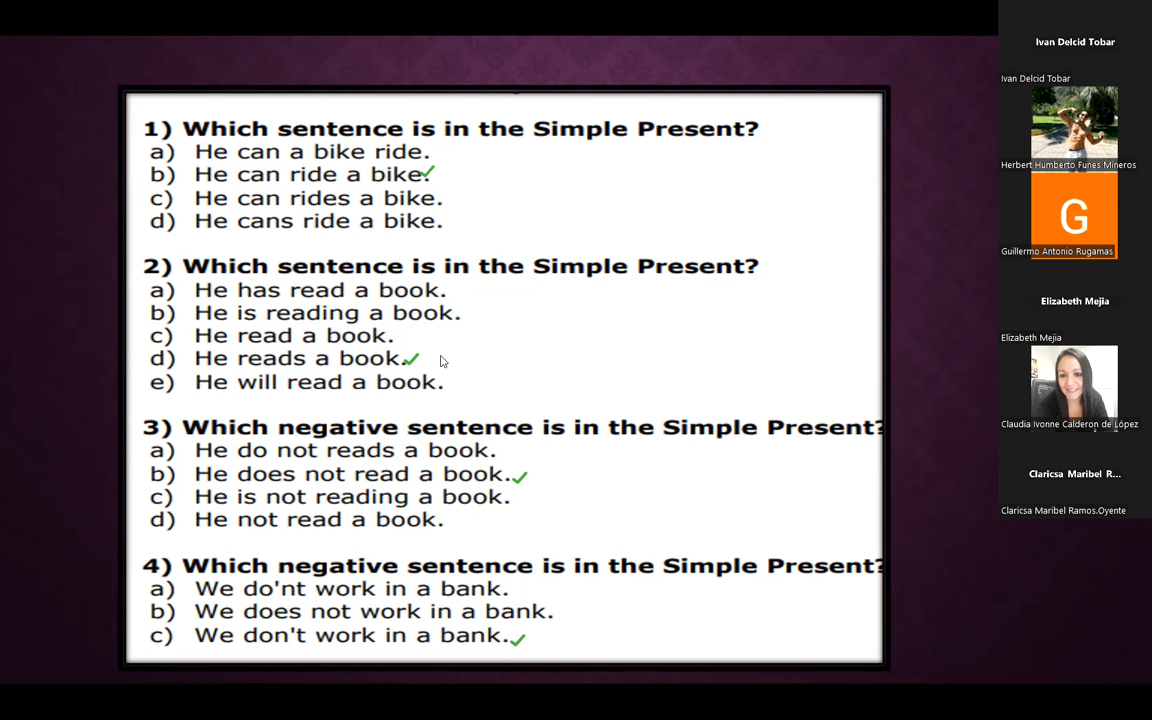 1) Which sentence is in the Simple Present?
a) He can a bike ride.
b) He can ride a bike.
c) He can rides a bike.
d) He cans ride a bike.
2) Which sentence is in the Simple Present?
a) He has read a book.
b) He is reading a book.
c) He read a book.
d) He reads a book.
e) He will read a book.
3) Which negative sentence is in the Simple Present?
a) He do not reads a book.
b) He does not read a book.
c) He is not reading a book.
d) He not read a book.
4) Which negative sentence is in the Simple Present?
a) We do'nt work in a bank.
b) We does not work in a bank.
c) We don't work in a bank.
Ivan Delcid Tobar
Ivan Delcid Tobar
Herbert Humberto Funes Mineros
G
Guillermo Antonio Rugamas
Elizabeth Mejia
Elizabeth Mejia
Claudia Ivonne Calderon de López
Claricsa Maribel R...
Claricsa Maribel Ramos.Oyente